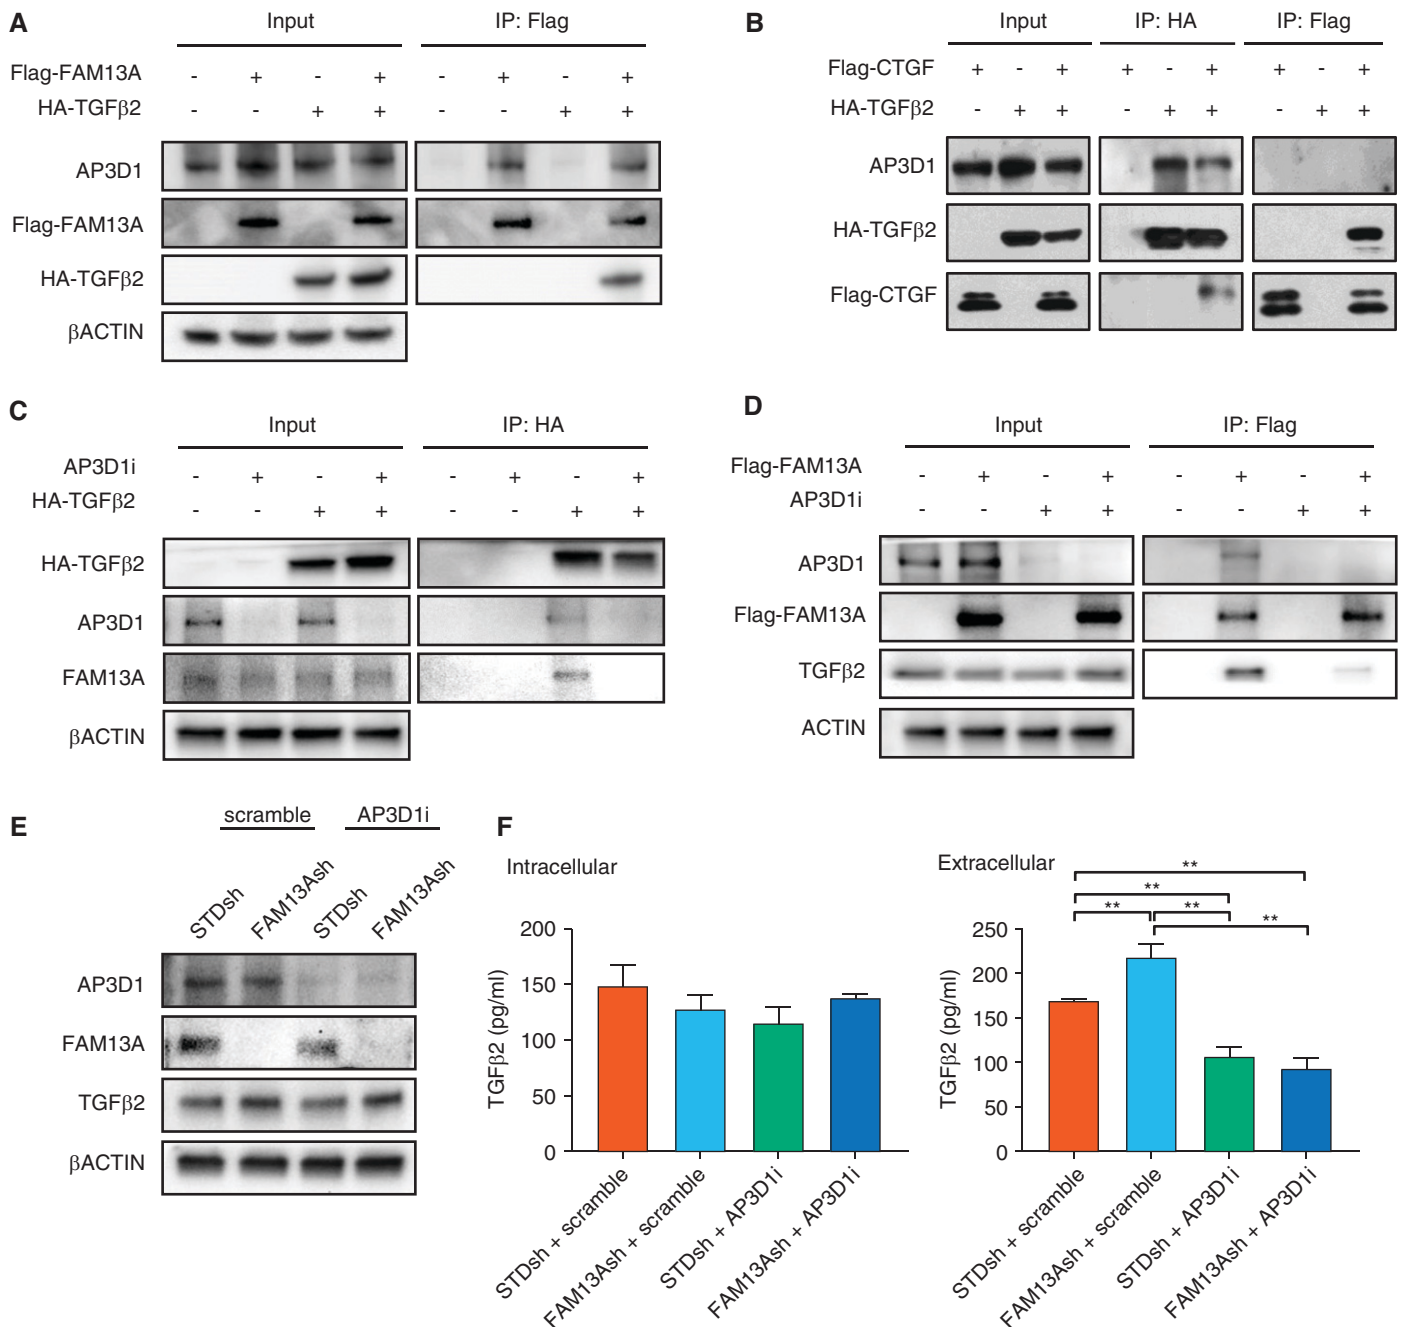 A
Input IP: Flag
Flag-FAM13A - + - + - + - +
HA-TGFβ2 - - + + - - + +
AP3D1
Flag-FAM13A
HA-TGFβ2
βACTIN
B
Input IP: HA IP: Flag
Flag-CTGF + - + + - + + - +
HA-TGFβ2 - + + - + + - + +
AP3D1
HA-TGFβ2
Flag-CTGF
C
Input IP: HA
AP3D1i - + - + - + - +
HA-TGFβ2 - - + + - - + +
HA-TGFβ2
AP3D1
FAM13A
βACTIN
D
Input IP: Flag
Flag-FAM13A - + - + - + - +
AP3D1i - - + + - - + +
AP3D1
Flag-FAM13A
TGFβ2
ACTIN
E
scramble AP3D1i
STDsh FAM13Ash STDsh FAM13Ash
AP3D1
FAM13A
TGFβ2
βACTIN
F
Intracellular
TGFβ2 (pg/ml)
200
150
100
50
0
STDsh + scramble
FAM13Ash + scramble
STDsh + AP3D1i
FAM13Ash + AP3D1i
Extracellular
**
**
** ** **
TGFβ2 (pg/ml)
250
200
150
100
50
0
STDsh + scramble
FAM13Ash + scramble
STDsh + AP3D1i
FAM13Ash + AP3D1i